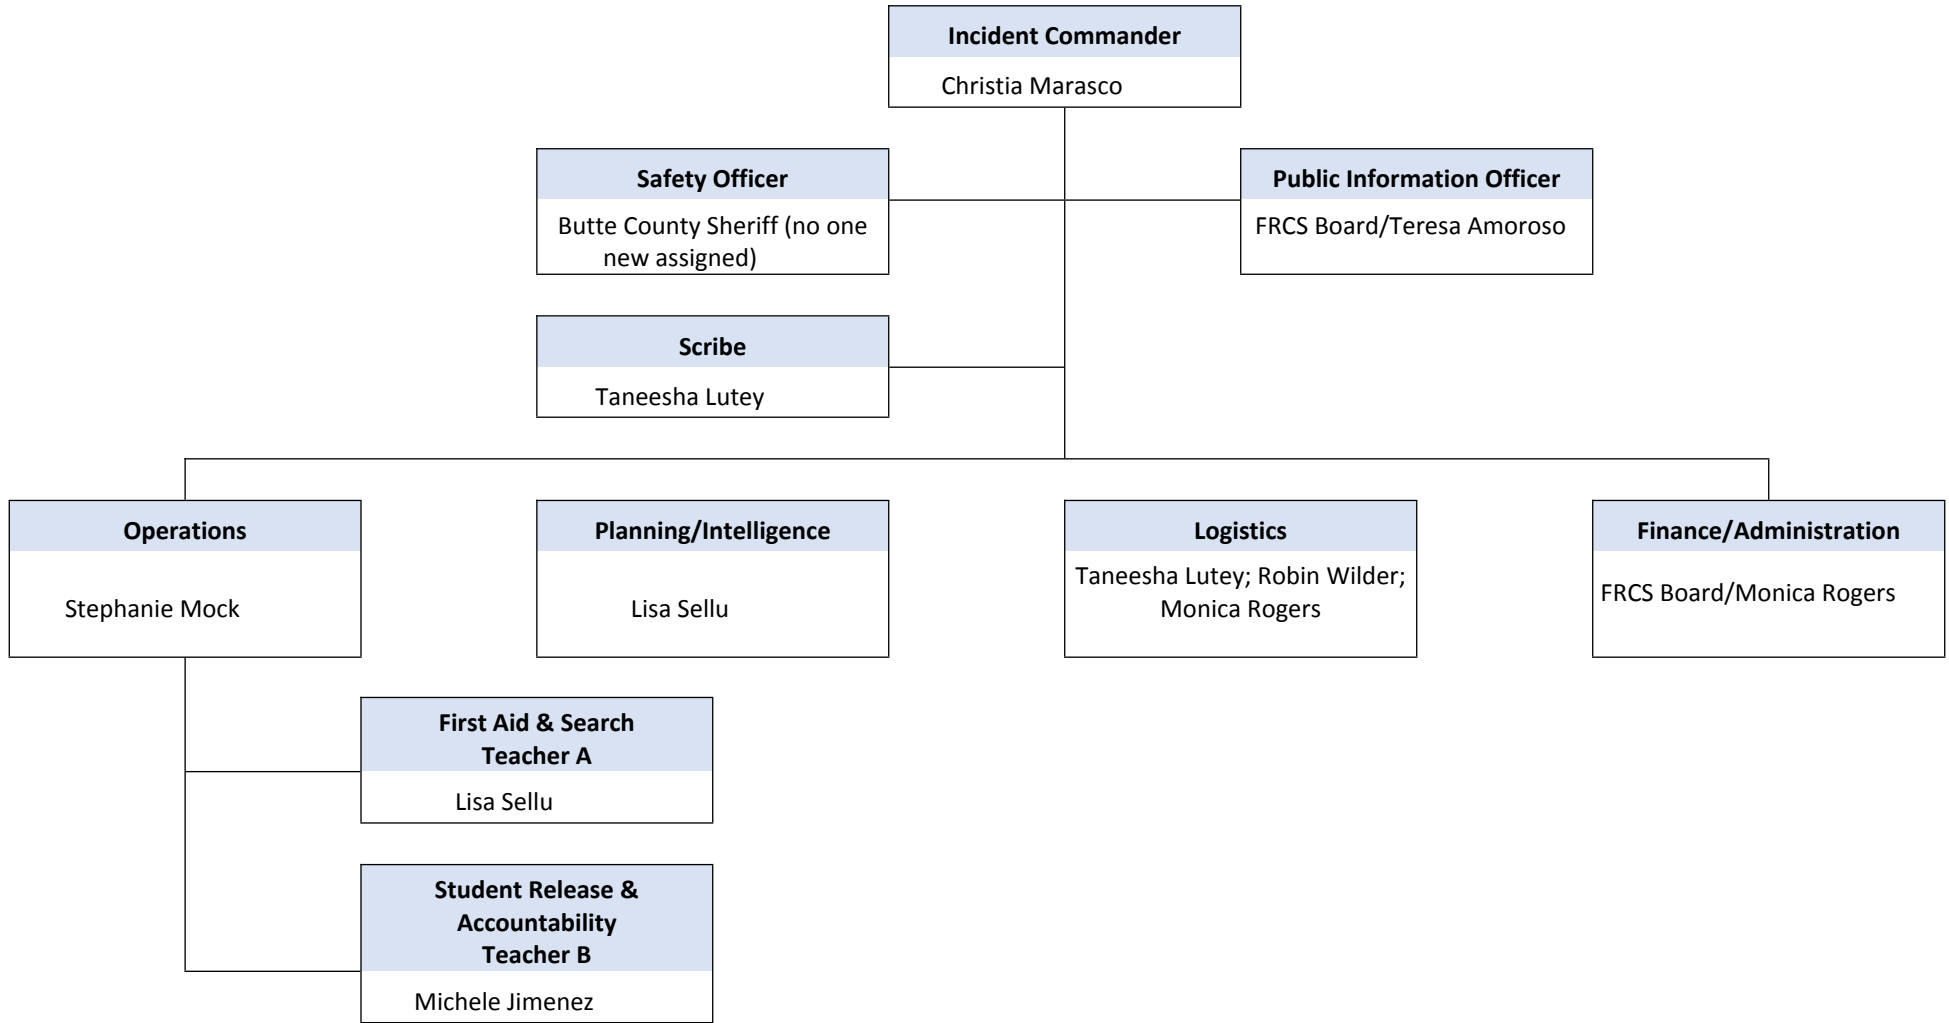 Incident Commander
Christia Marasco
Safety Officer
Butte County Sheriff (no one
new assigned)
Public Information Officer
FRCS Board/Teresa Amoroso
Scribe
Taneesha Lutey
Operations
Stephanie Mock
Planning/Intelligence
Lisa Sellu
Logistics
Taneesha Lutey; Robin Wilder;
Monica Rogers
Finance/Administration
FRCS Board/Monica Rogers
First Aid & Search
Teacher A
Lisa Sellu
Student Release &
Accountability
Teacher B
Michele Jimenez